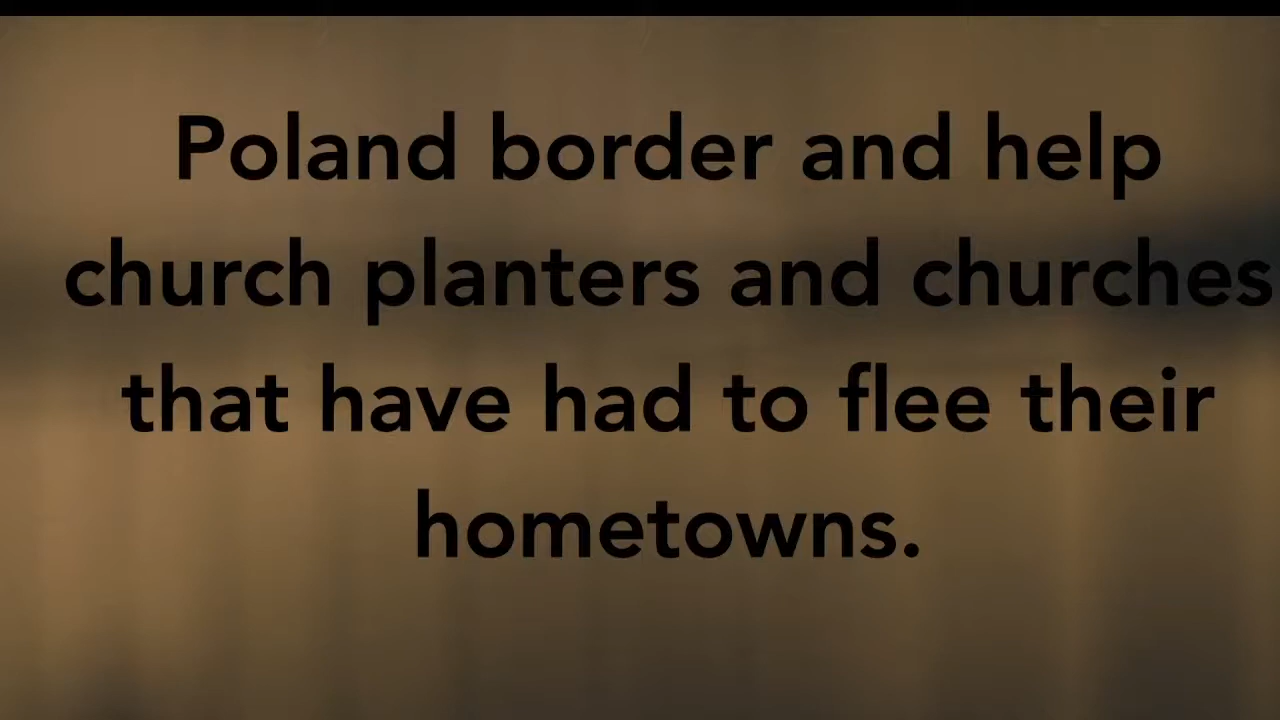 Poland border and help
church planters and churches
that have had to flee their
hometowns.